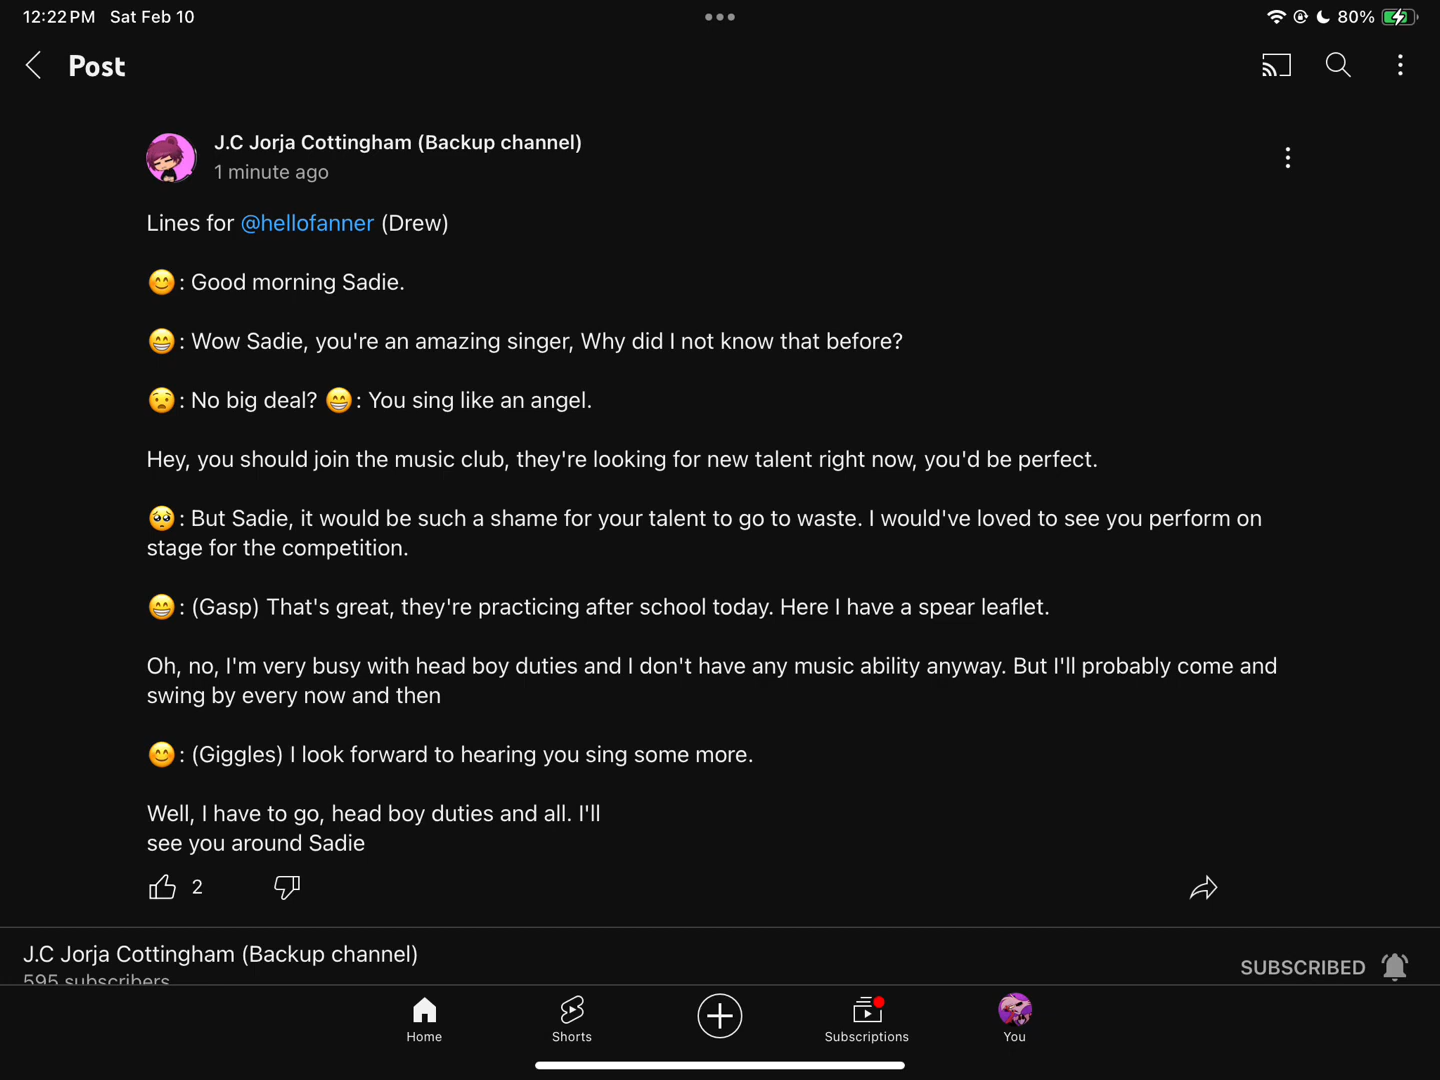 12:22 PM Sat Feb 10
80%
Post
J.C Jorja Cottingham (Backup channel)
1 minute ago
Lines for @hellofanner (Drew)
😊: Good morning Sadie.
😁: Wow Sadie, you're an amazing singer, Why did I not know that before?
😧: No big deal? 😁: You sing like an angel.
Hey, you should join the music club, they're looking for new talent right now, you'd be perfect.
🥺: But Sadie, it would be such a shame for your talent to go to waste. I would've loved to see you perform on
stage for the competition.
😁: (Gasp) That's great, they're practicing after school today. Here I have a spear leaflet.
Oh, no, I'm very busy with head boy duties and I don't have any music ability anyway. But I'll probably come and
swing by every now and then
😊: (Giggles) I look forward to hearing you sing some more.
Well, I have to go, head boy duties and all. I'll
see you around Sadie
2
J.C Jorja Cottingham (Backup channel)
595 subscribers
SUBSCRIBED
Home
Shorts
Subscriptions
You